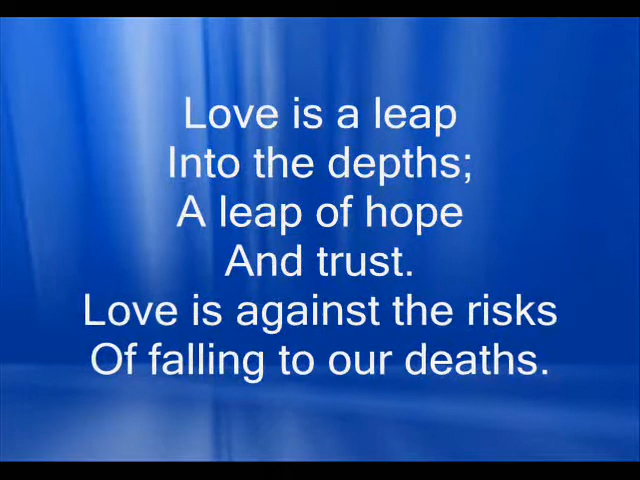 Love is a leap
Into the depths;
A leap of hope
And trust.
Love is against the risks
Of falling to our deaths.